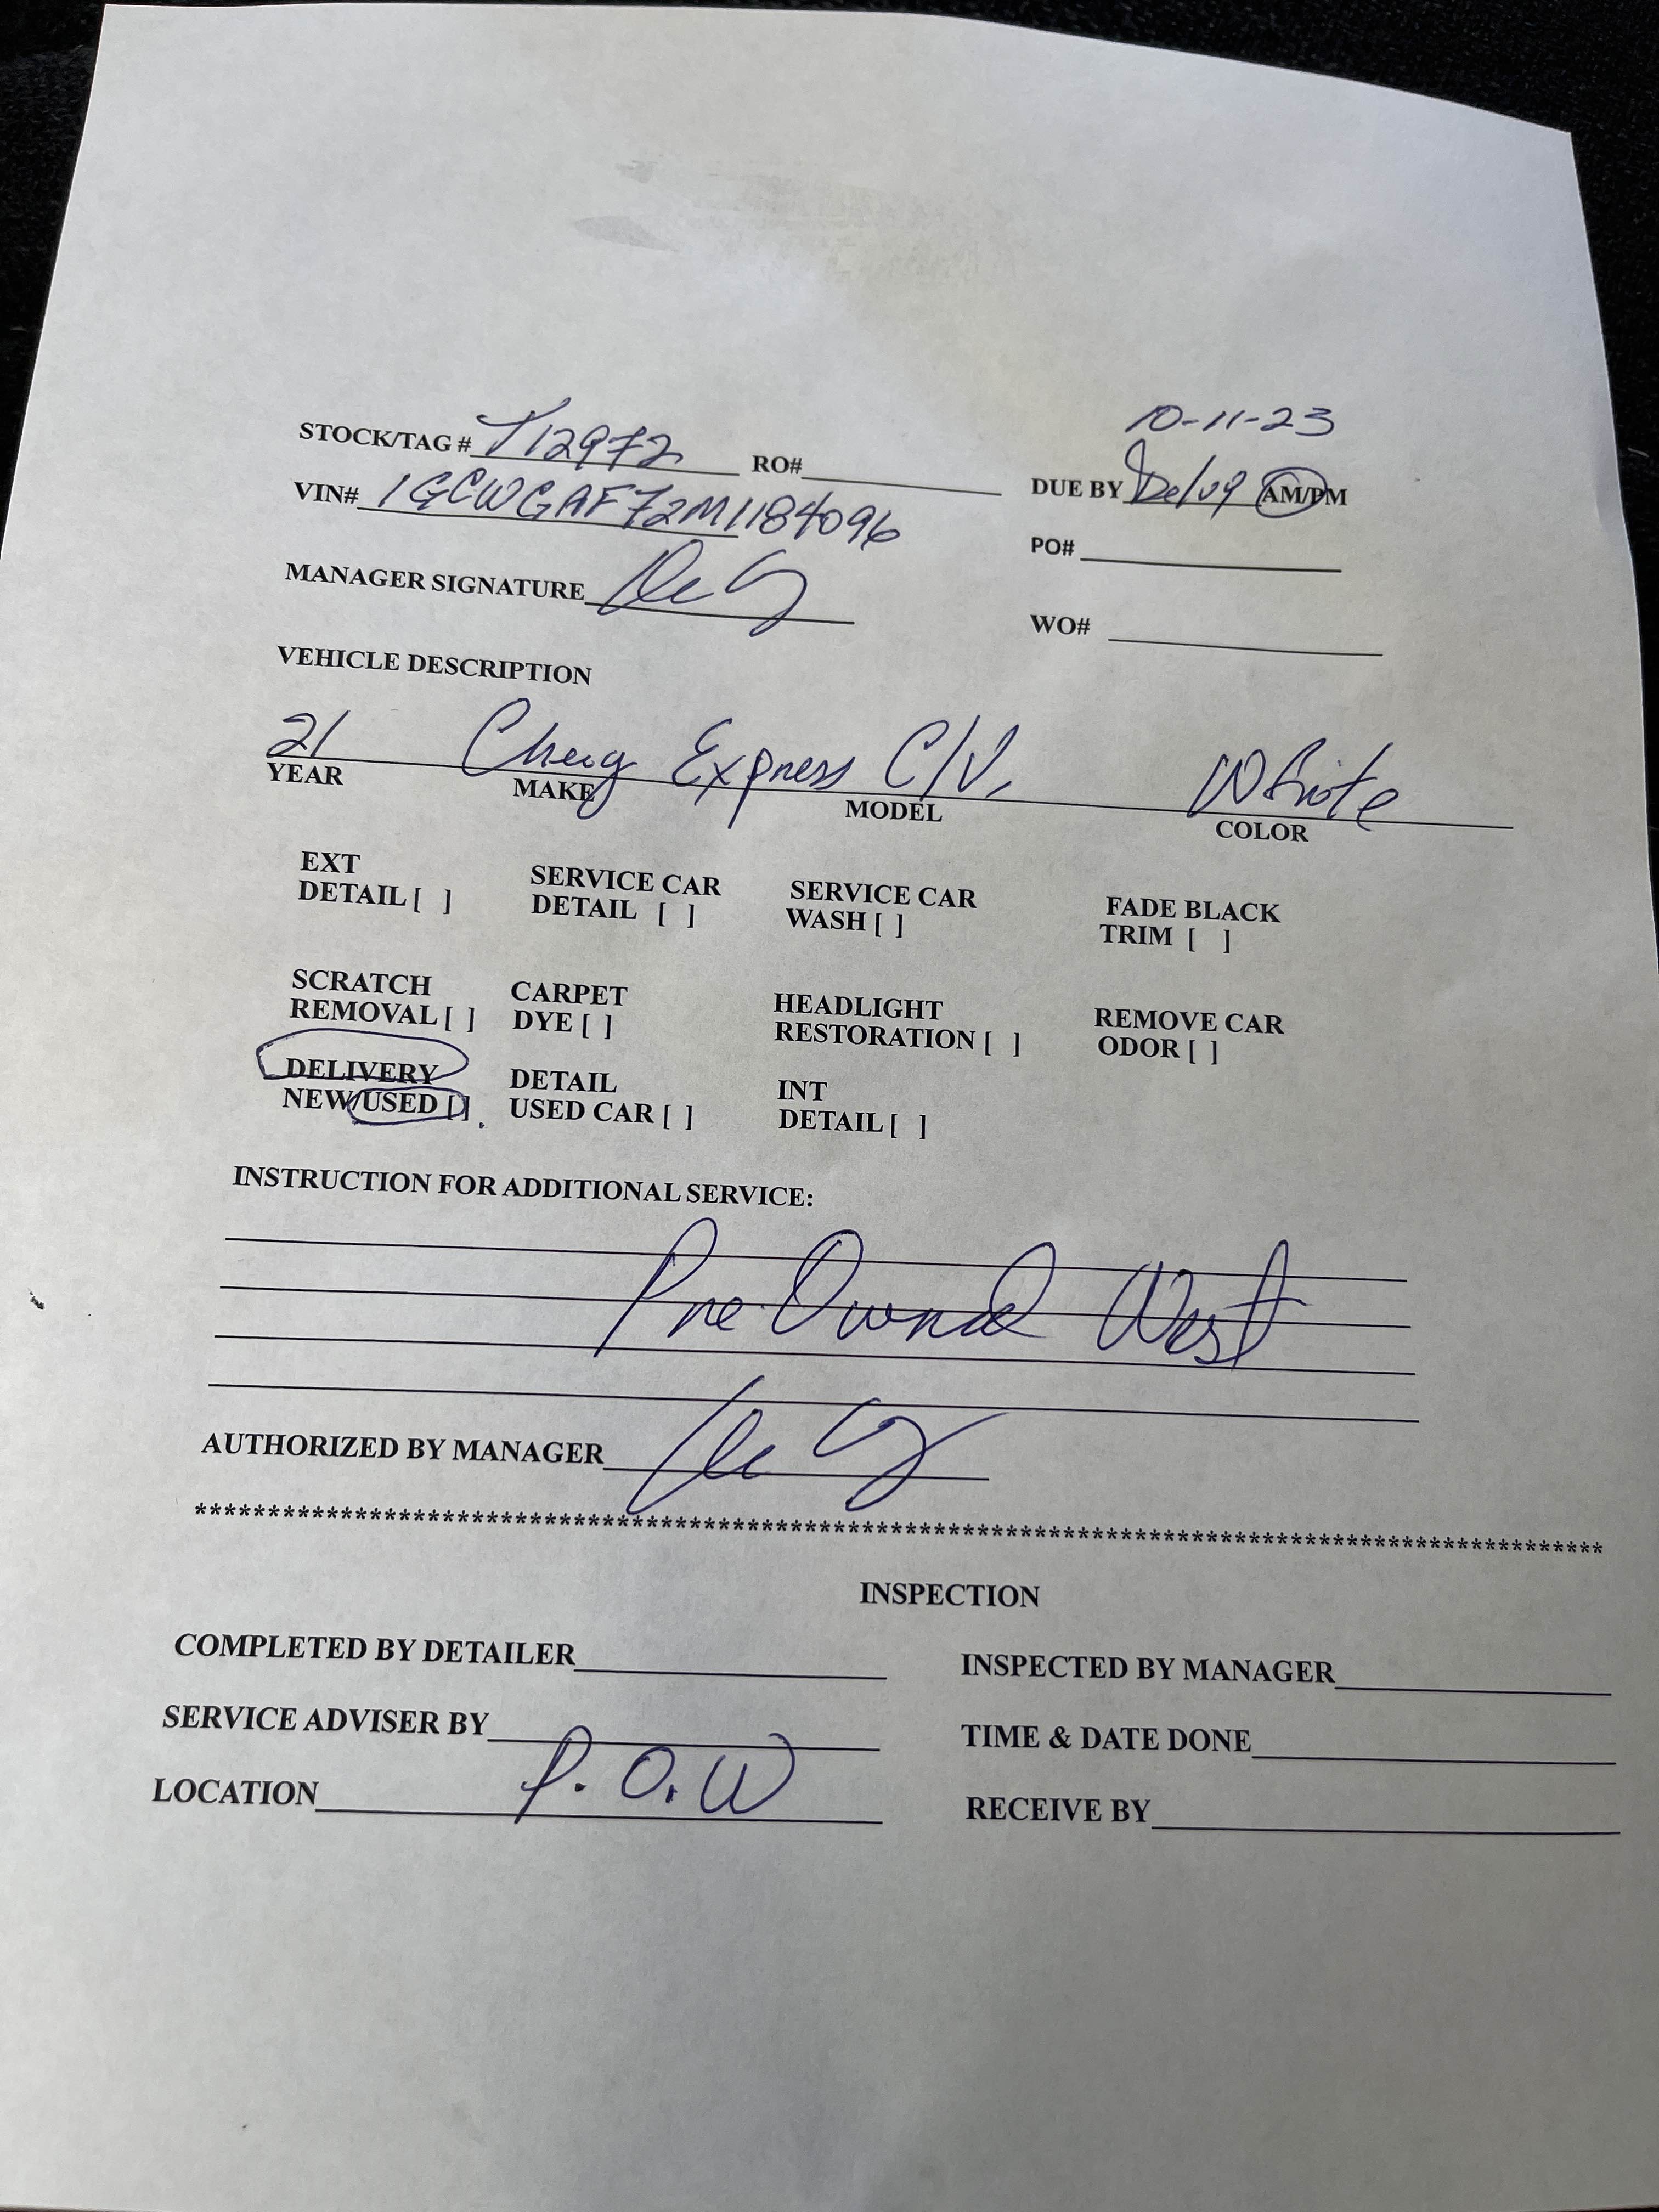 10-11-23
STOCK/TAG # T12972 RO#
DUE BY Delvy AM/PM
VIN# 1GCWGAF72M1184096
PO#
MANAGER SIGNATURE
WO#
VEHICLE DESCRIPTION
21 Chevy Express C/V. White
YEAR MAKE MODEL COLOR
EXT SERVICE CAR SERVICE CAR FADE BLACK
DETAIL [ ] DETAIL [ ] WASH [ ] TRIM [ ]
SCRATCH CARPET HEADLIGHT REMOVE CAR
REMOVAL [ ] DYE [ ] RESTORATION [ ] ODOR [ ]
DELIVERY DETAIL INT
NEW/USED [ ] USED CAR [ ] DETAIL [ ]
INSTRUCTION FOR ADDITIONAL SERVICE:
Pre-Owned West
AUTHORIZED BY MANAGER
****************************************************************************************************
INSPECTION
COMPLETED BY DETAILER INSPECTED BY MANAGER
SERVICE ADVISER BY TIME & DATE DONE
LOCATION P.O.W RECEIVE BY